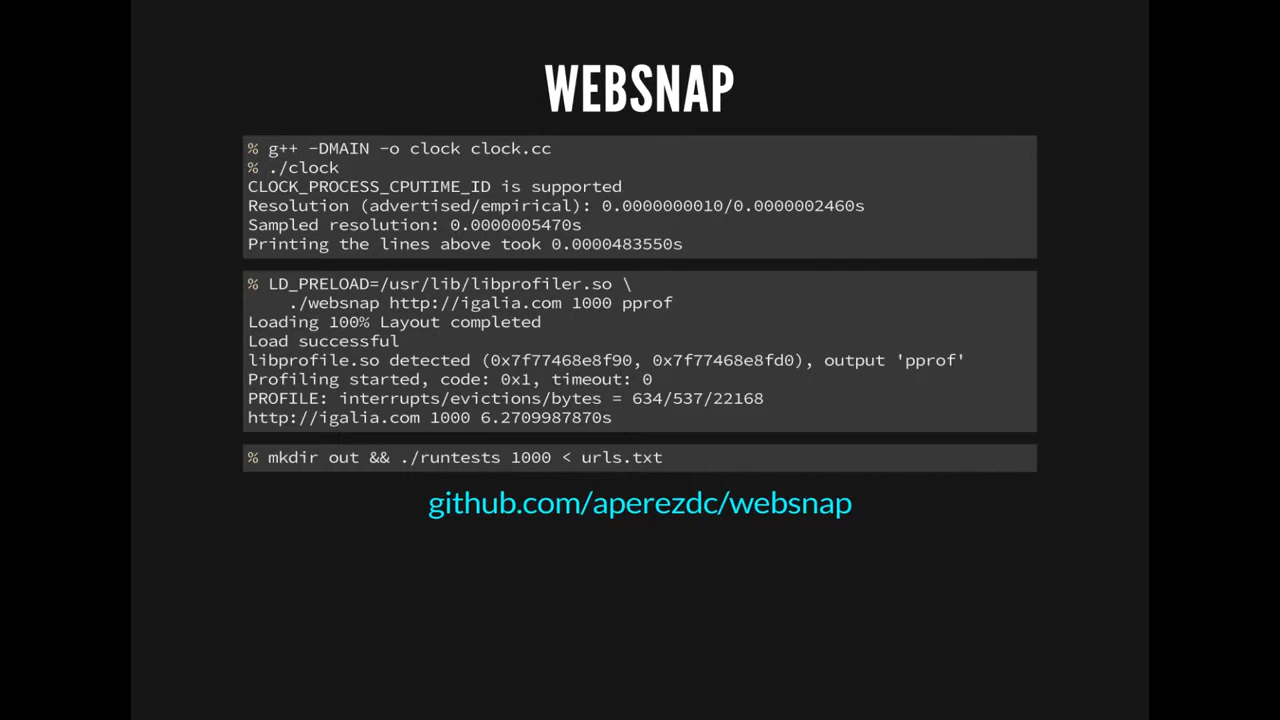 WEBSNAP
% g++ -DMAIN -o clock clock.cc
% ./clock
CLOCK_PROCESS_CPUTIME_ID is supported
Resolution (advertised/empirical): 0.0000000010/0.0000002460s
Sampled resolution: 0.0000005470s
Printing the lines above took 0.0000483550s
% LD_PRELOAD=/usr/lib/libprofiler.so \
./websnap http://igalia.com 1000 pprof
Loading 100% Layout completed
Load successful
libprofile.so detected (0x7f77468e8f90, 0x7f77468e8fd0), output 'pprof'
Profiling started, code: 0x1, timeout: 0
PROFILE: interrupts/evictions/bytes = 634/537/22168
http://igalia.com 1000 6.2709987870s
% mkdir out && ./runtests 1000 < urls.txt
github.com/aperezdc/websnap